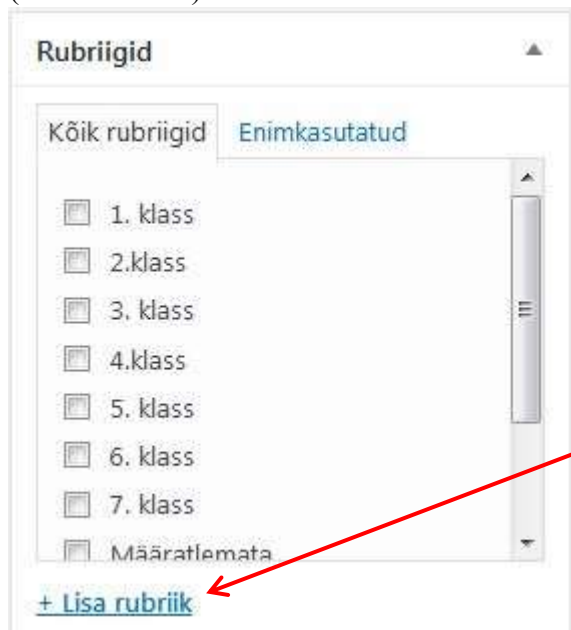 Rubriigid
Kõik rubriigid Enimkasutatud
1. klass
2.klass
3. klass
4.klass
5. klass
6. klass
7. klass
Määratlemata
+ Lisa rubriik